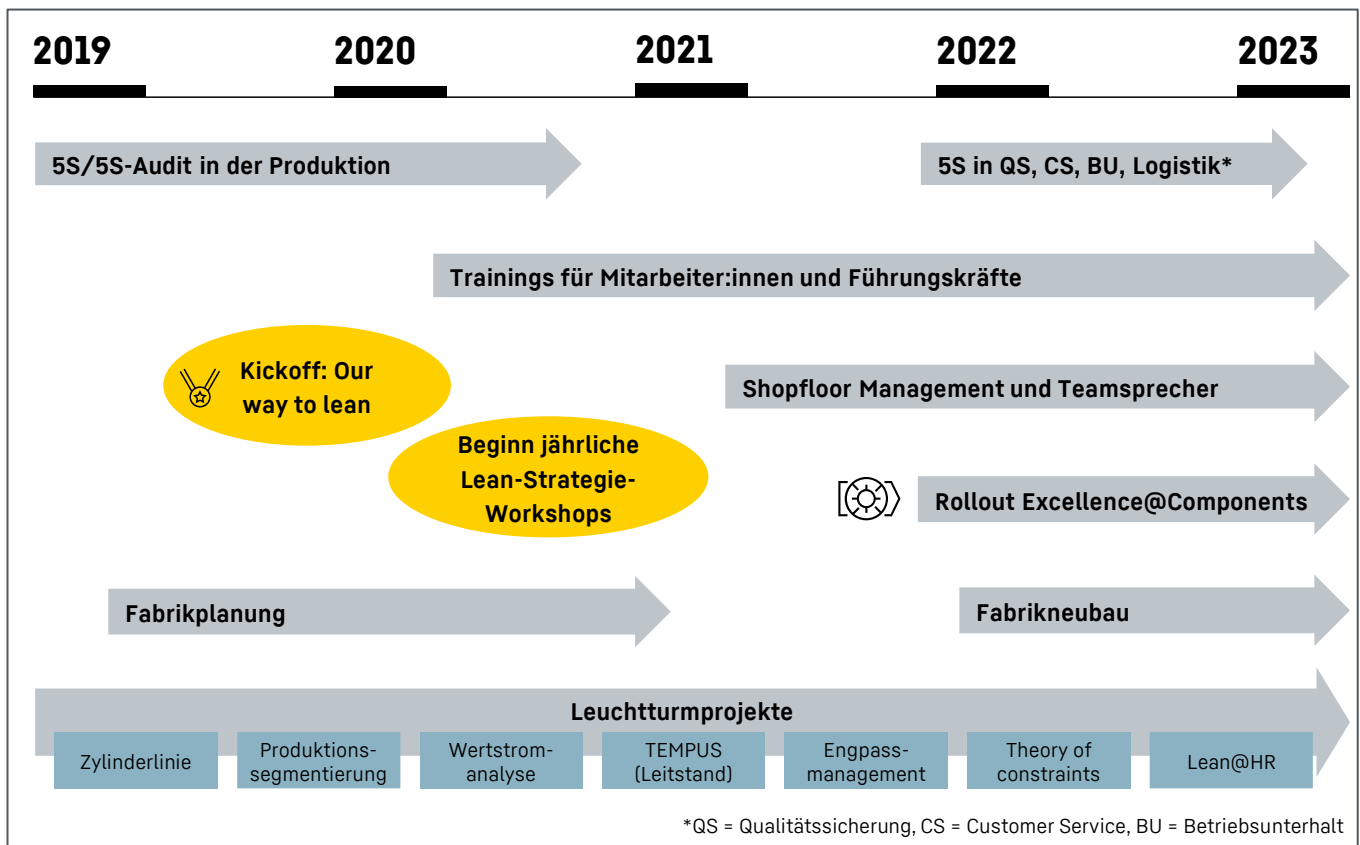 2019 2020 2021 2022 2023
5S/5S-Audit in der Produktion
5S in QS, CS, BU, Logistik*
Trainings für Mitarbeiter:innen und Führungskräfte
Kickoff: Our
way to lean
Shopfloor Management und Teamsprecher
Beginn jährliche
Lean-Strategie-
Workshops
Rollout Excellence@Components
Fabrikplanung
Fabrikneubau
Leuchtturmprojekte
Zylinderlinie
Produktions-
segmentierung
Wertstrom-
analyse
TEMPUS
(Leitstand)
Engpass-
management
Theory of
constraints
Lean@HR
*QS = Qualitätssicherung, CS = Customer Service, BU = Betriebsunterhalt